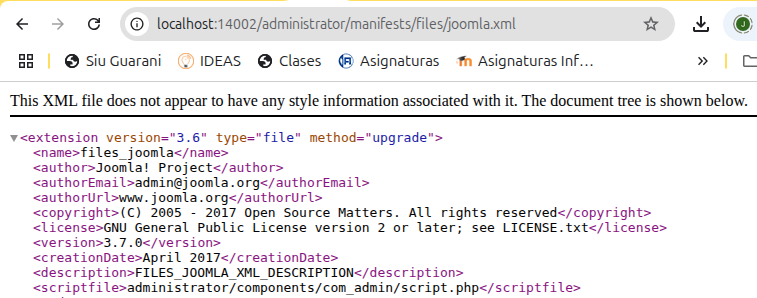 localhost:14002/administrator/manifests/files/joomla.xml
J
Siu Guarani IDEAS Clases Asignaturas Asignaturas Inf... »
This XML file does not appear to have any style information associated with it. The document tree is shown below.
▼<extension version="3.6" type="file" method="upgrade">
<name>files_joomla</name>
<author>Joomla! Project</author>
<authorEmail>admin@joomla.org</authorEmail>
<authorUrl>www.joomla.org</authorUrl>
<copyright>(C) 2005 - 2017 Open Source Matters. All rights reserved</copyright>
<license>GNU General Public License version 2 or later; see LICENSE.txt</license>
<version>3.7.0</version>
<creationDate>April 2017</creationDate>
<description>FILES_JOOMLA_XML_DESCRIPTION</description>
<scriptfile>administrator/components/com_admin/script.php</scriptfile>